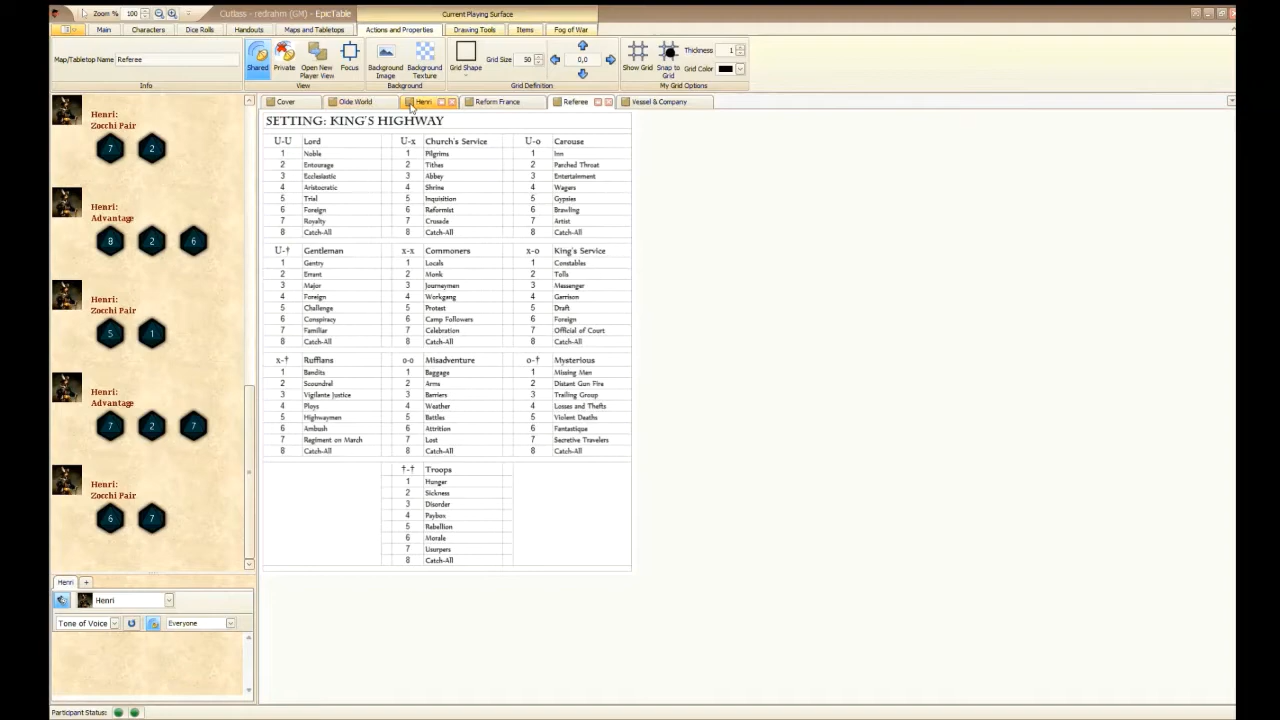 Zoom % 100
Cutlass - redrahm (GM) - EpicTable
Current Playing Surface
Main Characters Dice Rolls Handouts Maps and Tabletops Actions and Properties Drawing Tools Items Fog of War
Map/Tabletop Name Referee
Shared Private Open New Player View Focus
Background Image Background Texture
Grid Shape Grid Size 50 0,0
Show Grid Snap to Grid Thickness 1
Grid Color
Info View Background Grid Definition My Grid Options
Cover Olde World Henri Reform France Referee Vessel & Company
Henri:
Zocchi Pair
7 2
Henri:
Advantage
8 2 6
Henri:
Zocchi Pair
5 1
Henri:
Advantage
7 2 7
Henri:
Zocchi Pair
6 7
Henri +
Henri
Tone of Voice Everyone
Participant Status:
SETTING: KING'S HIGHWAY
U-U Lord U-x Church's Service U-o Carouse
1 Noble 1 Pilgrims 1 Inn
2 Entourage 2 Tithes 2 Parched Throat
3 Ecclesiastic 3 Abbey 3 Entertainment
4 Aristocratic 4 Shrine 4 Wagers
5 Trial 5 Inquisition 5 Gypsies
6 Foreign 6 Reformist 6 Brawling
7 Royalty 7 Crusade 7 Artist
8 Catch-All 8 Catch-All 8 Catch-All
U-† Gentleman x-x Commoners x-o King's Service
1 Gentry 1 Locals 1 Constables
2 Errant 2 Monk 2 Tolls
3 Major 3 Journeymen 3 Messenger
4 Foreign 4 Workgang 4 Garrison
5 Challenge 5 Protest 5 Draft
6 Conspiracy 6 Camp Followers 6 Foreign
7 Familiar 7 Celebration 7 Official of Court
8 Catch-All 8 Catch-All 8 Catch-All
x-† Ruffians o-o Misadventure o-† Mysterious
1 Bandits 1 Baggage 1 Missing Men
2 Scoundrel 2 Arms 2 Distant Gun Fire
3 Vigilante Justice 3 Barriers 3 Trailing Group
4 Ploys 4 Weather 4 Losses and Thefts
5 Highwaymen 5 Battles 5 Violent Deaths
6 Ambush 6 Attrition 6 Fantastique
7 Regiment on March 7 Lost 7 Secretive Travelers
8 Catch-All 8 Catch-All 8 Catch-All
†-† Troops
1 Hunger
2 Sickness
3 Disorder
4 Paybox
5 Rebellion
6 Morale
7 Usurpers
8 Catch-All